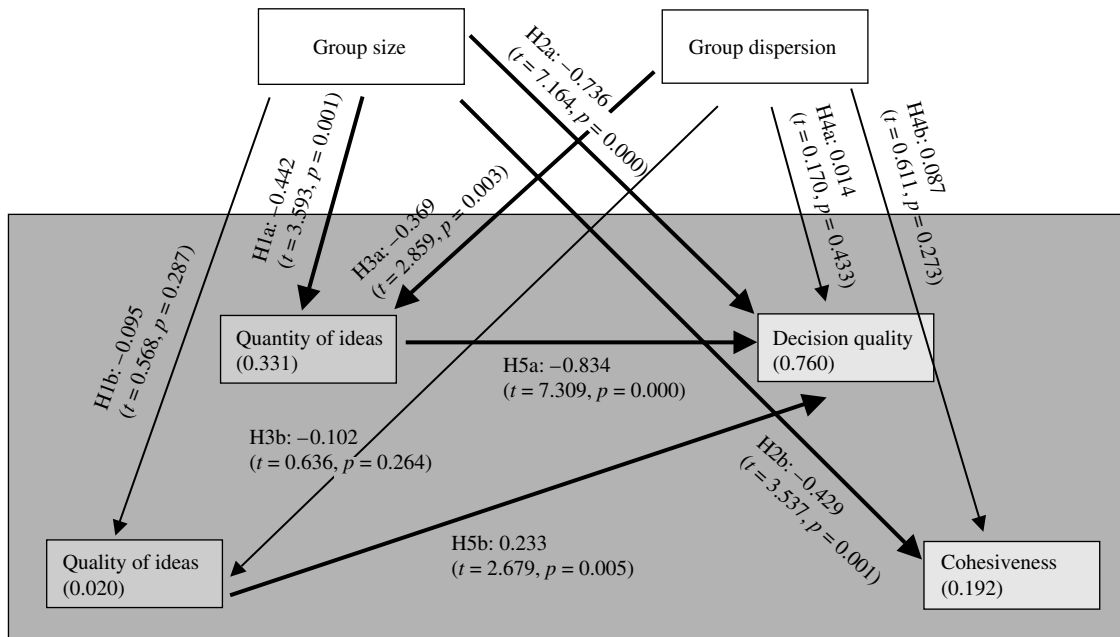 Group size
Group dispersion
H2a: −0.736
(t = 7.164, p = 0.000)
H4b: 0.087
(t = 0.611, p = 0.273)
H4a: 0.014
(t = 0.170, p = 0.433)
H1a: −0.442
(t = 3.593, p = 0.001)
H3a: −0.369
(t = 2.859, p = 0.003)
H1b: −0.095
(t = 0.568, p = 0.287)
Quantity of ideas
(0.331)
Decision quality
(0.760)
H5a: −0.834
(t = 7.309, p = 0.000)
H3b: −0.102
(t = 0.636, p = 0.264)
H2b: −0.429
(t = 3.537, p = 0.001)
Quality of ideas
(0.020)
H5b: 0.233
(t = 2.679, p = 0.005)
Cohesiveness
(0.192)